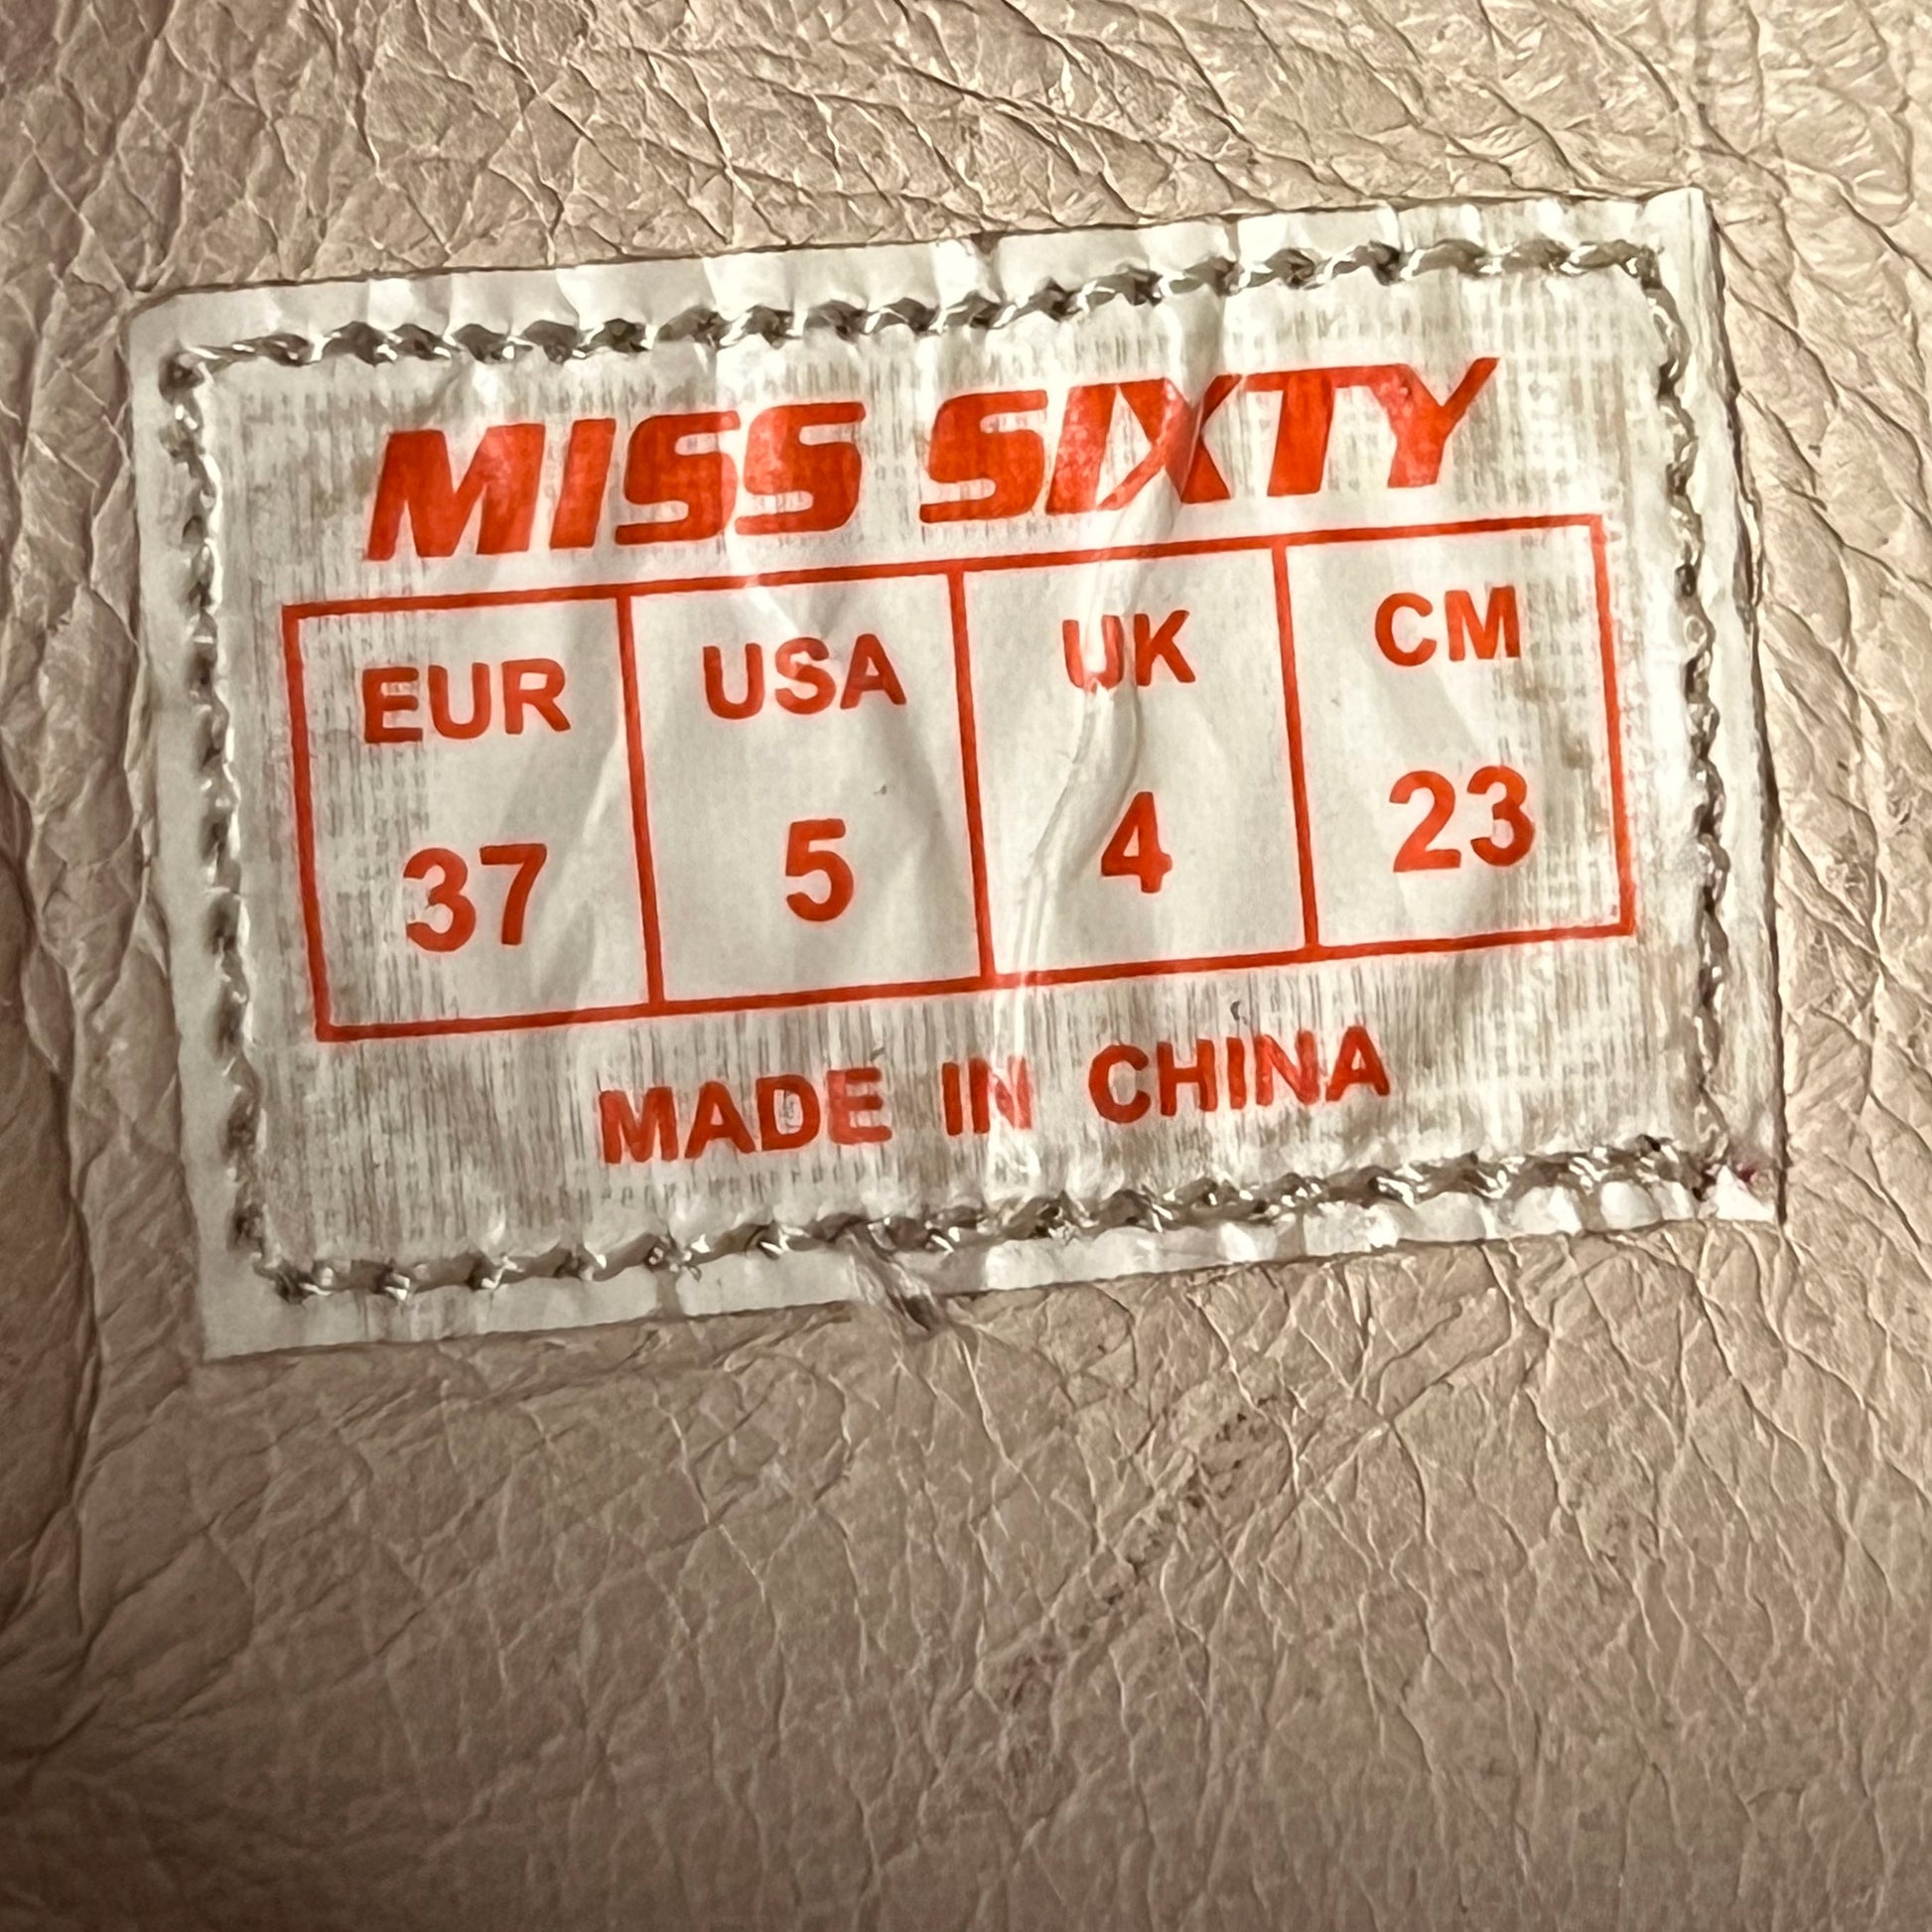 MISS SIXTY
EUR USA UK CM
37 5 4 23
MADE IN CHINA